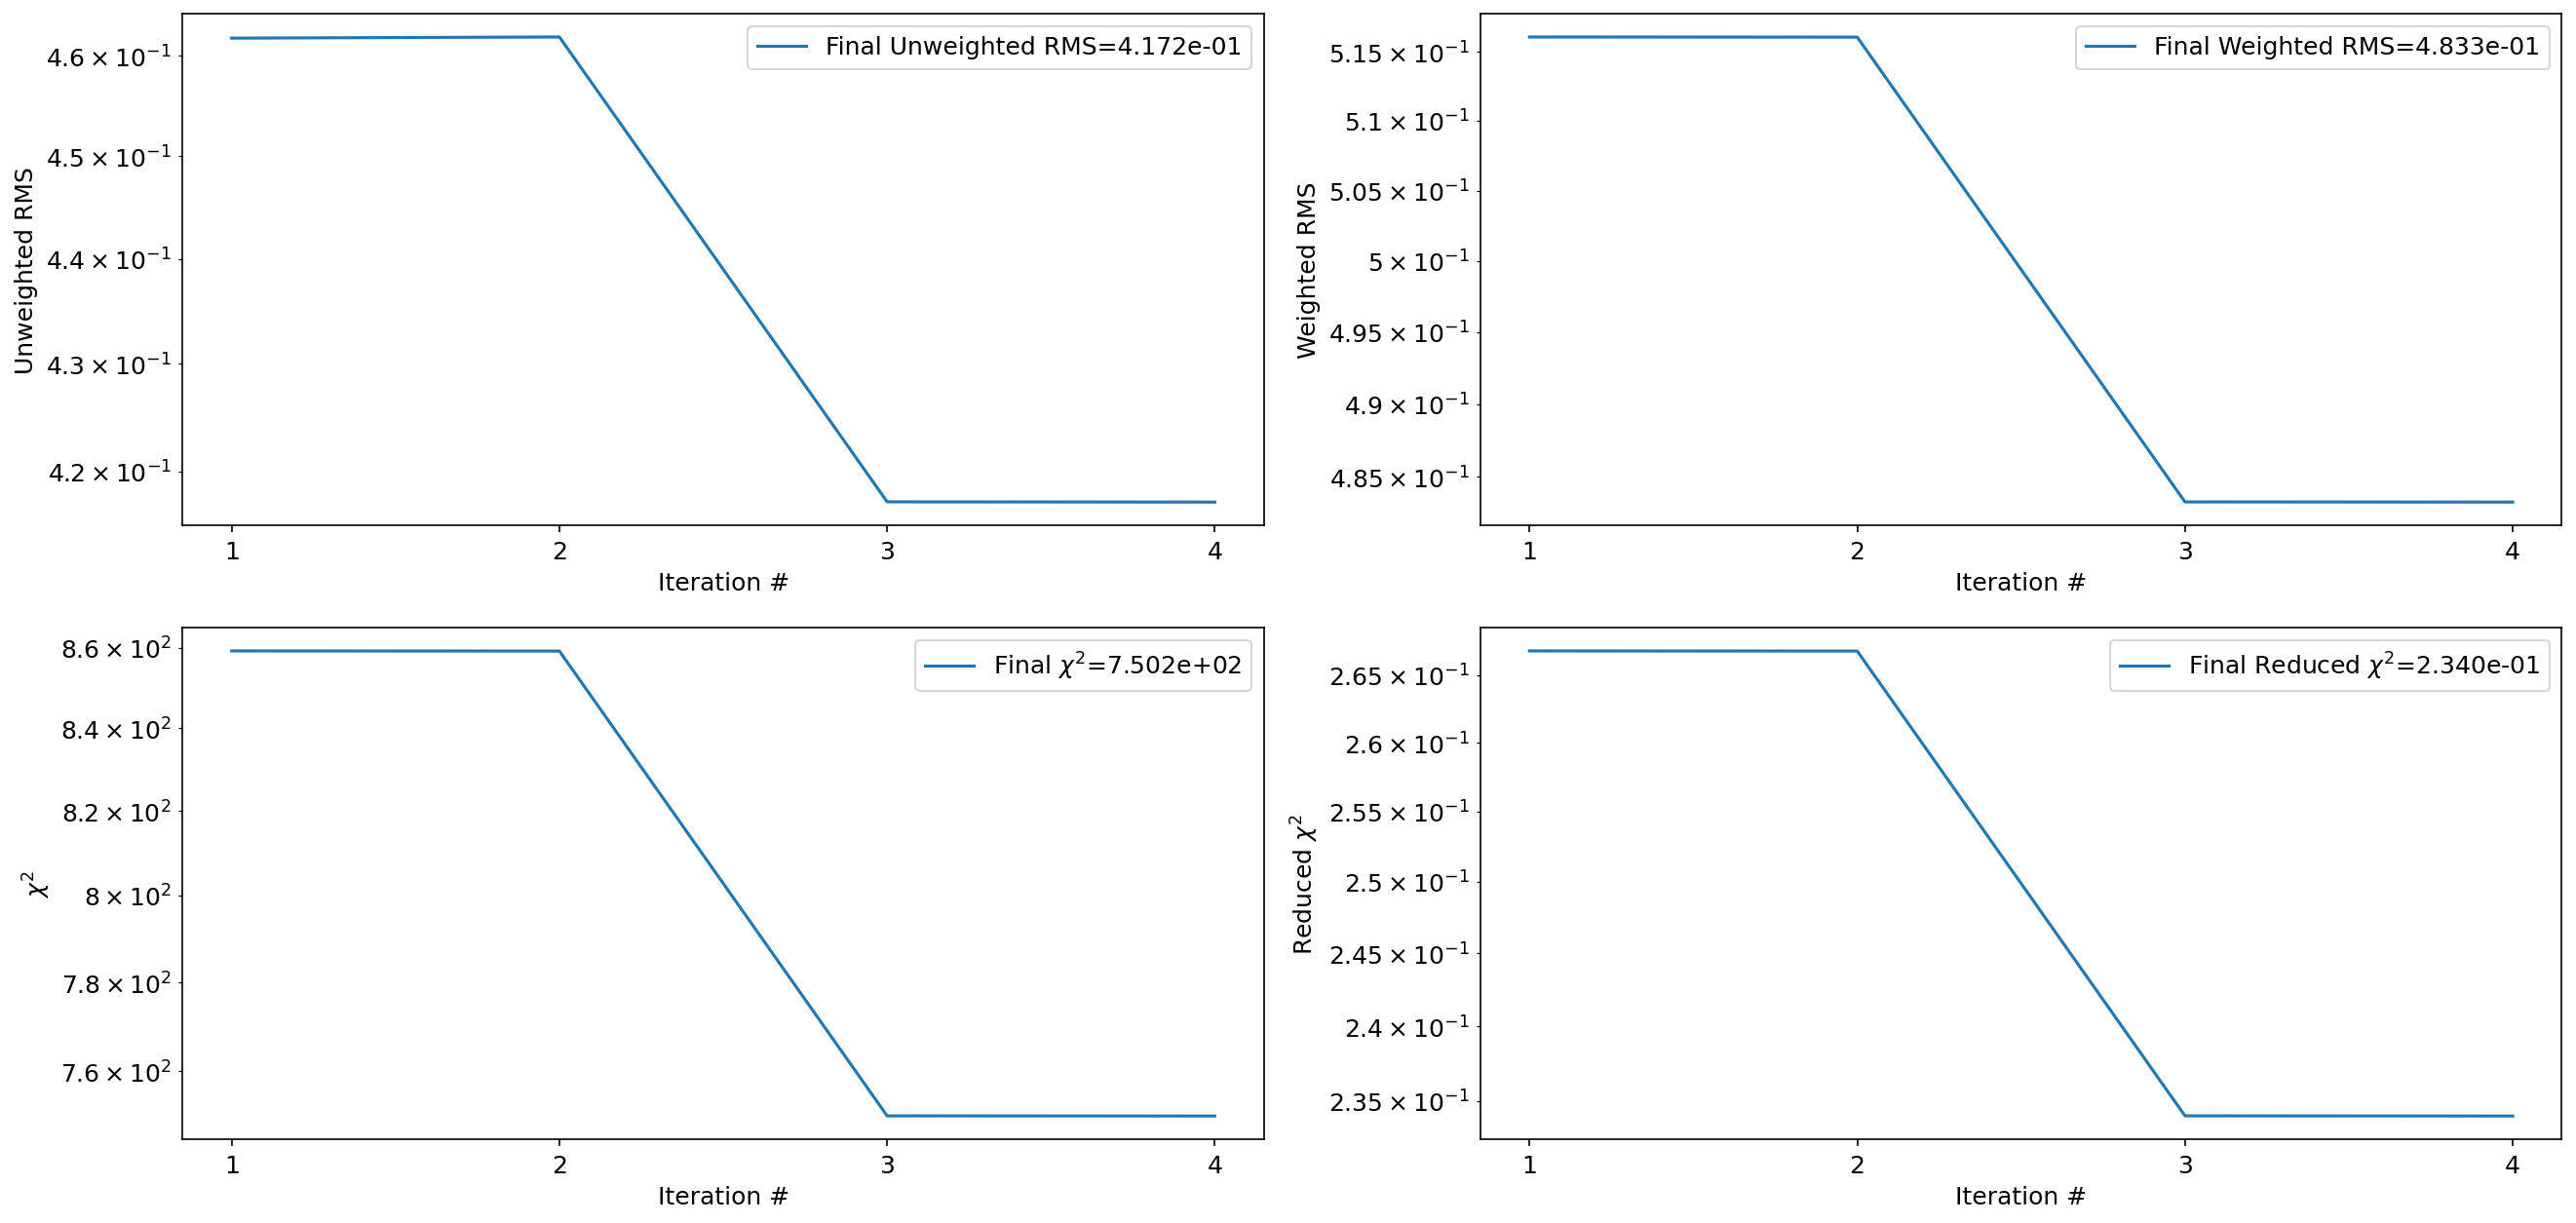 Final Unweighted RMS=4.172e-01
4.6 × 10⁻¹
4.5 × 10⁻¹
4.4 × 10⁻¹
4.3 × 10⁻¹
4.2 × 10⁻¹
Unweighted RMS
1 2 3 4
Iteration #
Final Weighted RMS=4.833e-01
5.15 × 10⁻¹
5.1 × 10⁻¹
5.05 × 10⁻¹
5 × 10⁻¹
4.95 × 10⁻¹
4.9 × 10⁻¹
4.85 × 10⁻¹
Weighted RMS
1 2 3 4
Iteration #
Final χ²=7.502e+02
8.6 × 10²
8.4 × 10²
8.2 × 10²
8 × 10²
7.8 × 10²
7.6 × 10²
χ²
1 2 3 4
Iteration #
Final Reduced χ²=2.340e-01
2.65 × 10⁻¹
2.6 × 10⁻¹
2.55 × 10⁻¹
2.5 × 10⁻¹
2.45 × 10⁻¹
2.4 × 10⁻¹
2.35 × 10⁻¹
Reduced χ²
1 2 3 4
Iteration #